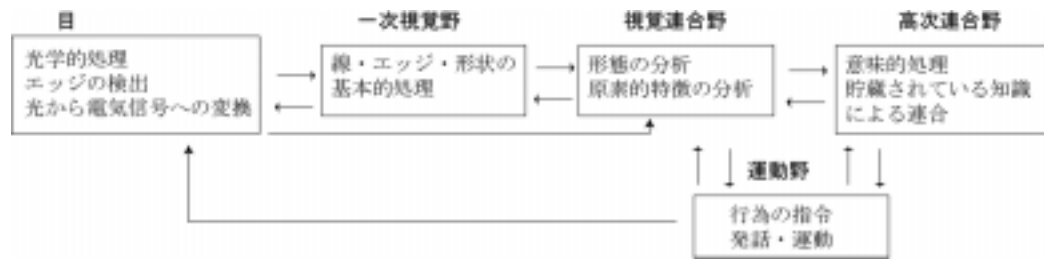 目
光学的処理
エッジの検出
光から電気信号への変換
一次視覚野
線・エッジ・形状の
基本的処理
視覚連合野
形態の分析
原素的特徴の分析
高次連合野
意味的処理
貯蔵されている知識
による連合
運動野
行為の指令
発話・運動